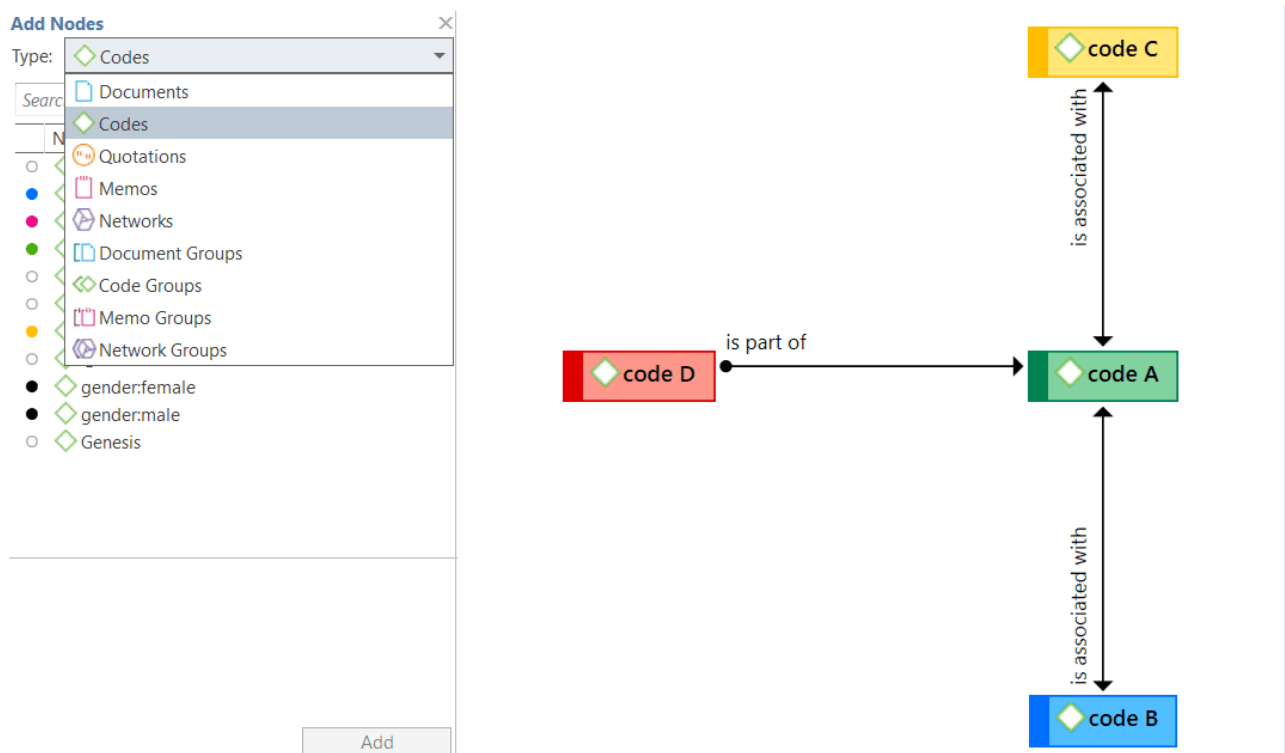 Add Nodes
Type: Codes
Documents
Codes
Quotations
Memos
Networks
Document Groups
Code Groups
Memo Groups
Network Groups
gender:female
gender:male
Genesis
Add
code C
is associated with
is part of
code D
code A
is associated with
code B